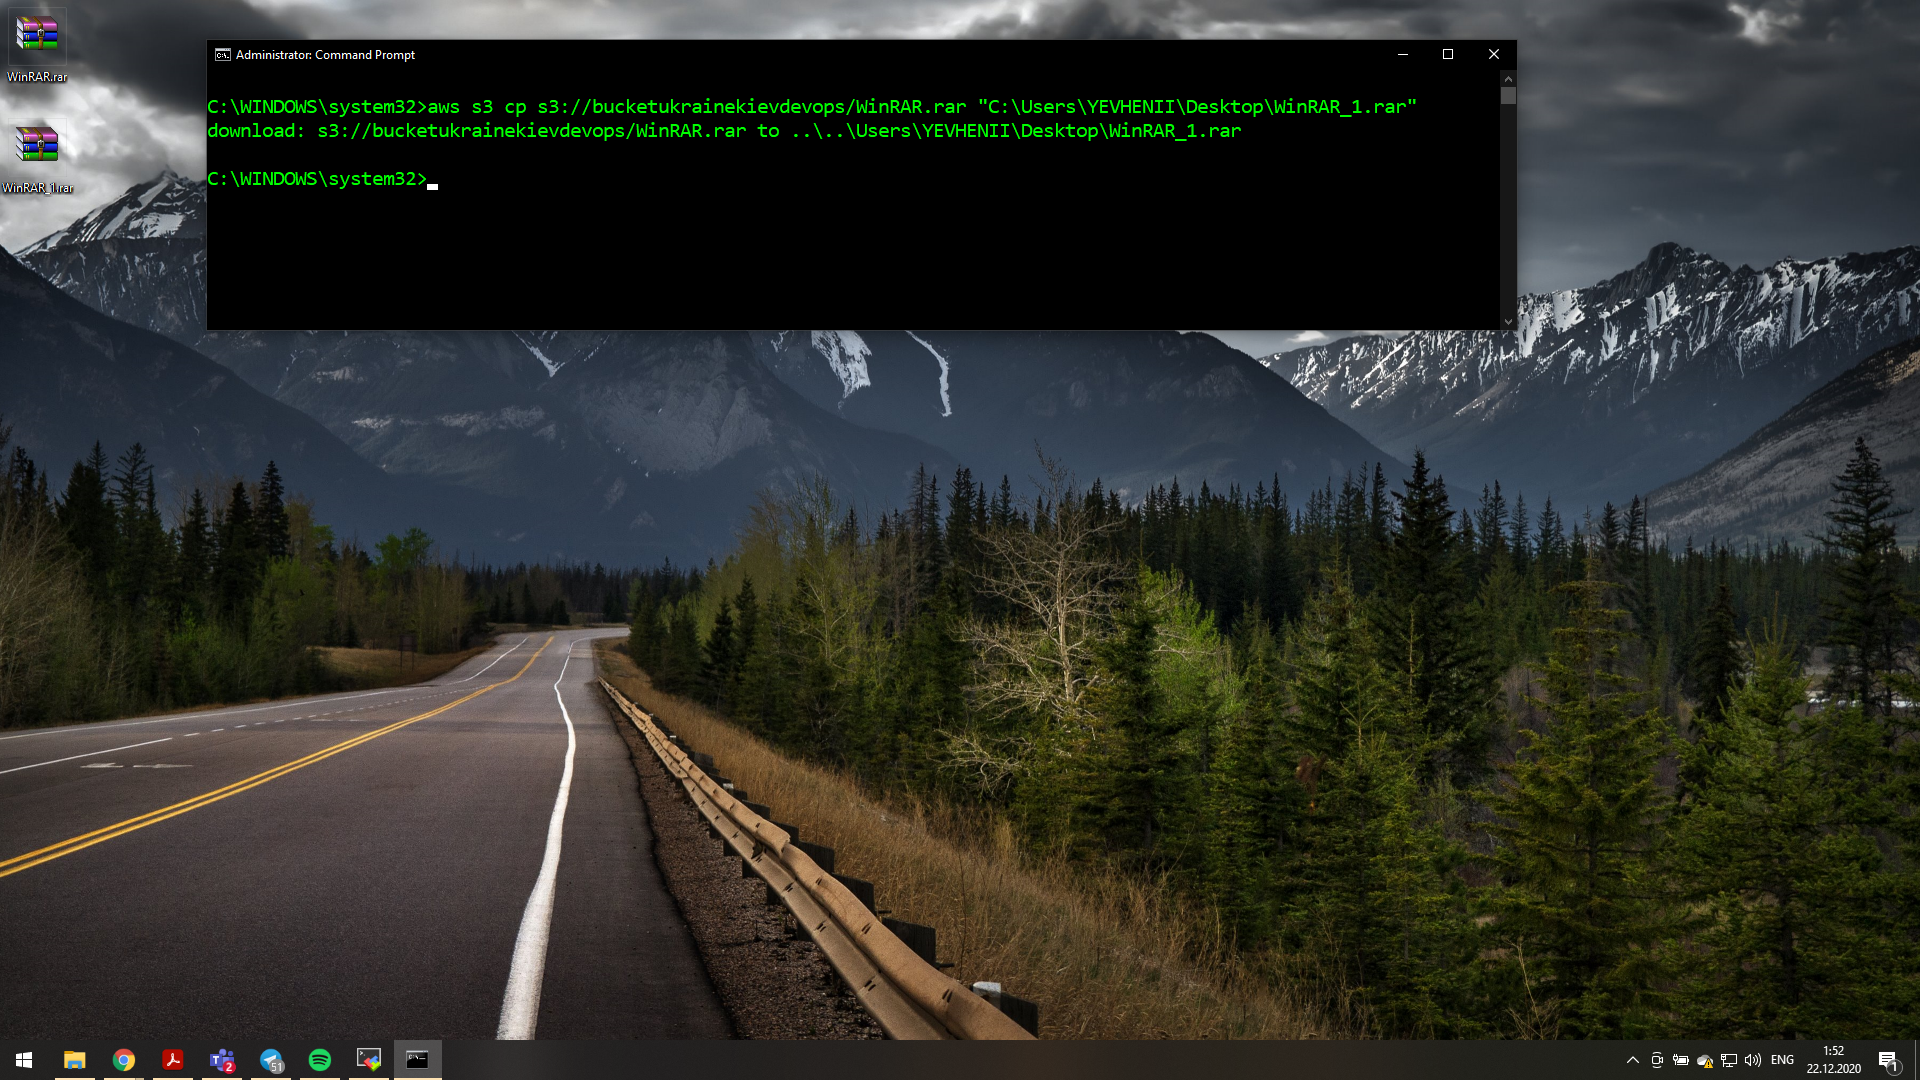 WinRAR.rar
WinRAR_1.rar
Administrator: Command Prompt
C:\WINDOWS\system32>aws s3 cp s3://bucketukrainekievdevops/WinRAR.rar "C:\Users\YEVHENII\Desktop\WinRAR_1.rar"
download: s3://bucketukrainekievdevops/WinRAR.rar to ..\..\Users\YEVHENII\Desktop\WinRAR_1.rar
C:\WINDOWS\system32>
2
51
ENG
1:52
22.12.2020
1